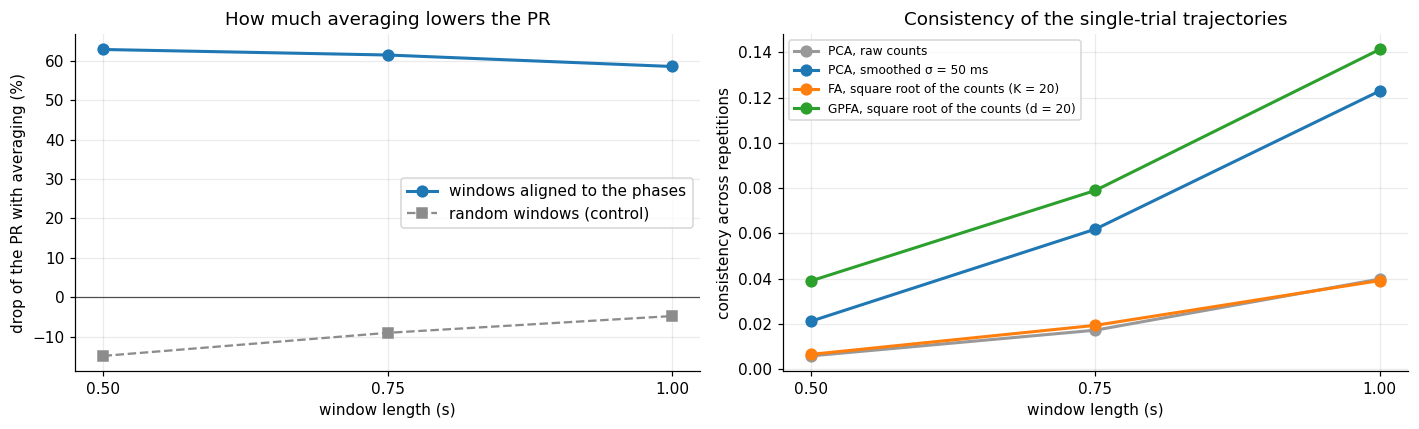 How much averaging lowers the PR
drop of the PR with averaging (%)
60
50
40
30
20
10
0
−10
windows aligned to the phases
random windows (control)
0.50
0.75
1.00
window length (s)
Consistency of the single-trial trajectories
consistency across repetitions
0.14
0.12
0.10
0.08
0.06
0.04
0.02
0.00
PCA, raw counts
PCA, smoothed σ = 50 ms
FA, square root of the counts (K = 20)
GPFA, square root of the counts (d = 20)
0.50
0.75
1.00
window length (s)